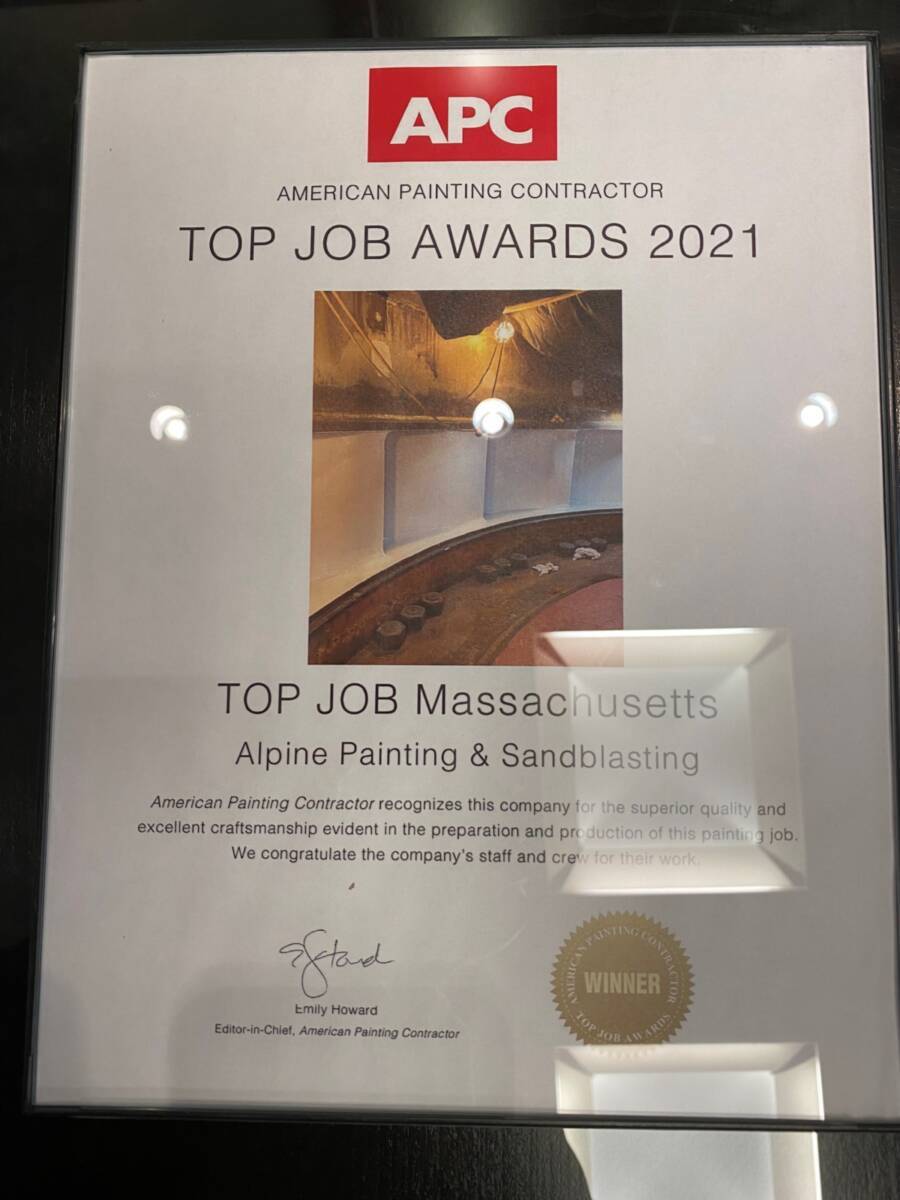 APC
AMERICAN PAINTING CONTRACTOR
TOP JOB AWARDS 2021
TOP JOB Massachusetts
Alpine Painting & Sandblasting
American Painting Contractor recognizes this company for the superior quality and
excellent craftsmanship evident in the preparation and production of this painting job.
We congratulate the company's staff and crew for their work.
Emily Howard
Editor-in-Chief, American Painting Contractor
AMERICAN PAINTING CONTRACTOR
WINNER
TOP JOB AWARDS